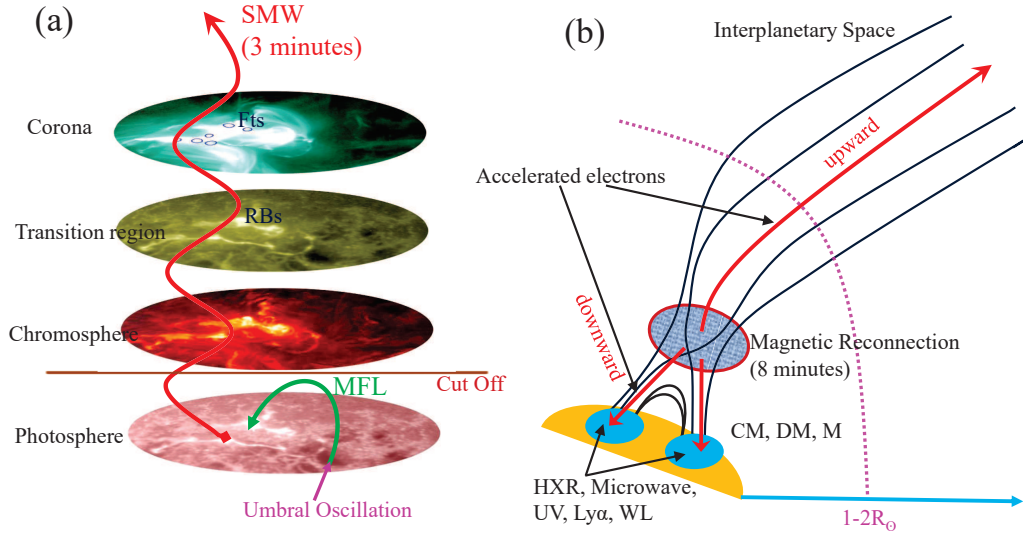 (a)
SMW
(3 minutes)
Corona
Fts
Transition region
RBs
Chromosphere
Cut Off
MFL
Photosphere
Umbral Oscillation
(b)
Interplanetary Space
upward
Accelerated electrons
downward
Magnetic Reconnection
(8 minutes)
CM, DM, M
HXR, Microwave,
UV, Lyα, WL
1-2R⊙